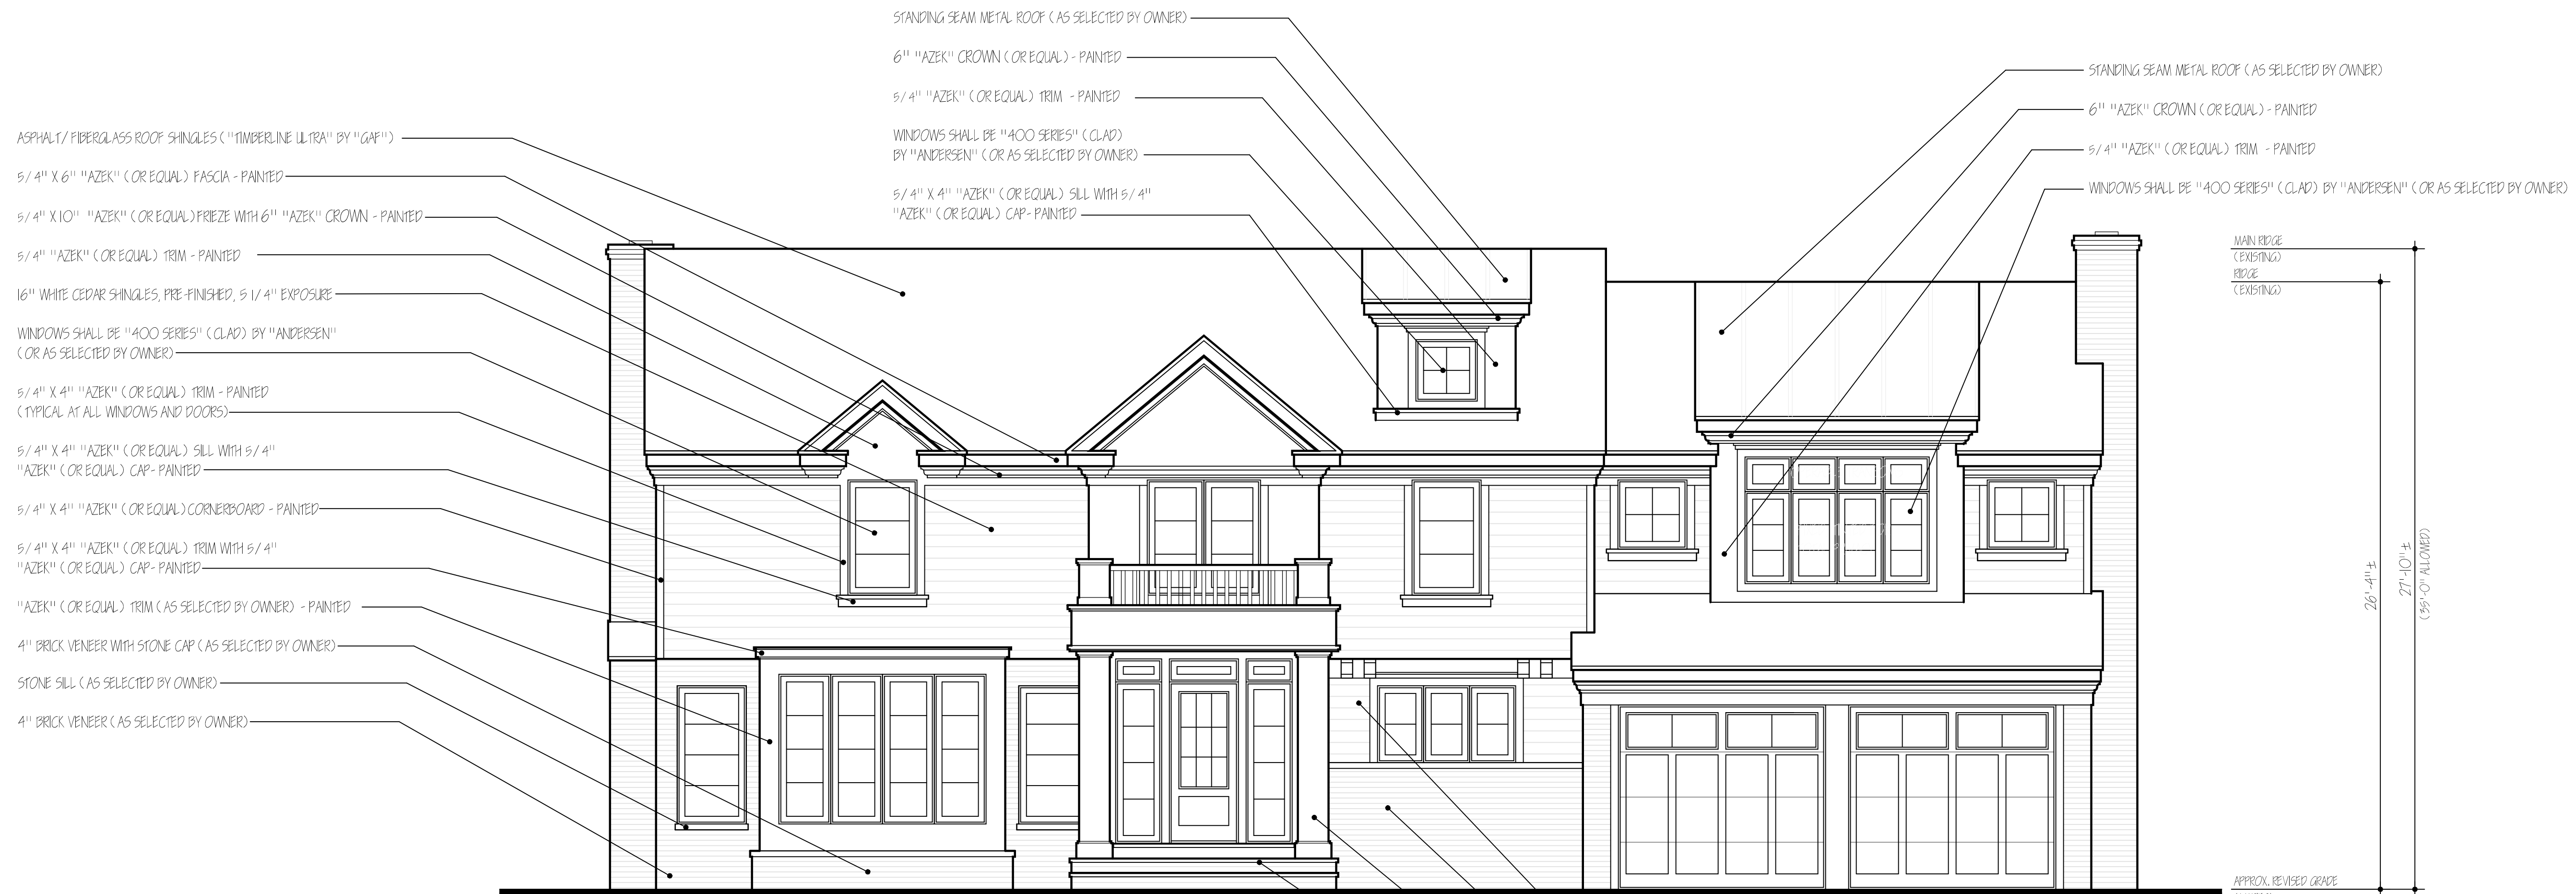 STANDING SEAM METAL ROOF ( AS SELECTED BY OWNER)
6" "AZEK" CROWN ( OR EQUAL) - PAINTED
5/4" "AZEK" ( OR EQUAL) TRIM - PAINTED
WINDOWS SHALL BE "400 SERIES" ( CLAD)
BY "ANDERSEN" ( OR AS SELECTED BY OWNER)
5/4" X 4" "AZEK" ( OR EQUAL) SILL WITH 5/4"
"AZEK" ( OR EQUAL) CAP- PAINTED
STANDING SEAM METAL ROOF ( AS SELECTED BY OWNER)
6" "AZEK" CROWN ( OR EQUAL) - PAINTED
5/4" "AZEK" ( OR EQUAL) TRIM - PAINTED
WINDOWS SHALL BE "400 SERIES" ( CLAD) BY "ANDERSEN" ( OR AS SELECTED BY OWNER)
ASPHALT/ FIBERGLASS ROOF SHINGLES ( "TIMBERLINE ULTRA" BY "GAF")
5/4" X 6" "AZEK" ( OR EQUAL) FASCIA - PAINTED
5/4" X 10" "AZEK" ( OR EQUAL) FRIEZE WITH 6" "AZEK" CROWN - PAINTED
5/4" "AZEK" ( OR EQUAL) TRIM - PAINTED
16" WHITE CEDAR SHINGLES, PRE-FINISHED, 5 1/4" EXPOSURE
WINDOWS SHALL BE "400 SERIES" ( CLAD) BY "ANDERSEN"
( OR AS SELECTED BY OWNER)
5/4" X 4" "AZEK" ( OR EQUAL) TRIM - PAINTED
( TYPICAL AT ALL WINDOWS AND DOORS)
5/4" X 4" "AZEK" ( OR EQUAL) SILL WITH 5/4"
"AZEK" ( OR EQUAL) CAP- PAINTED
5/4" X 4" "AZEK" ( OR EQUAL) CORNERBOARD - PAINTED
5/4" X 4" "AZEK" ( OR EQUAL) TRIM WITH 5/4"
"AZEK" ( OR EQUAL) CAP- PAINTED
"AZEK" ( OR EQUAL) TRIM ( AS SELECTED BY OWNER) - PAINTED
4" BRICK VENEER WITH STONE CAP ( AS SELECTED BY OWNER)
STONE SILL ( AS SELECTED BY OWNER)
4" BRICK VENEER ( AS SELECTED BY OWNER)
MAIN RIDGE
( EXISTING)
RIDGE
( EXISTING)
26'-4"±
27'-10"±
(35'-0" ALLOWED)
APPROX. REVISED GRADE